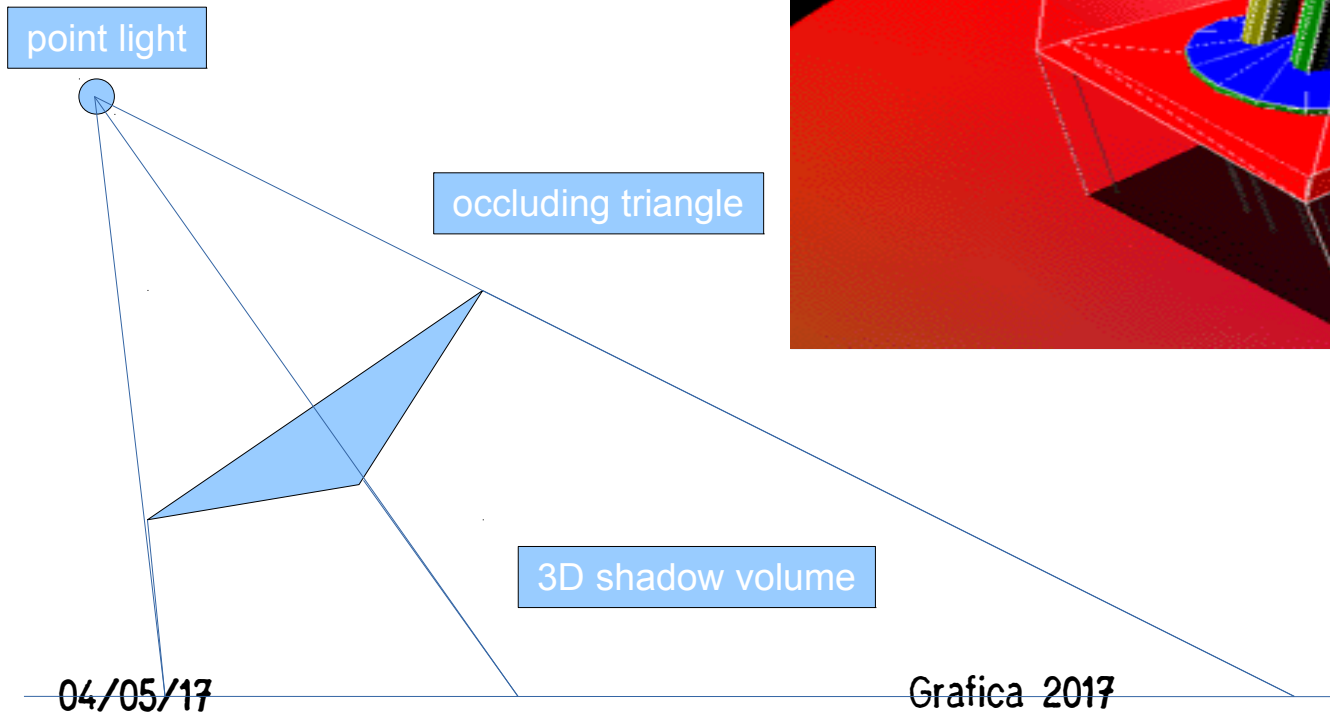 point light
occluding triangle
3D shadow volume
04/05/17
Grafica 2017